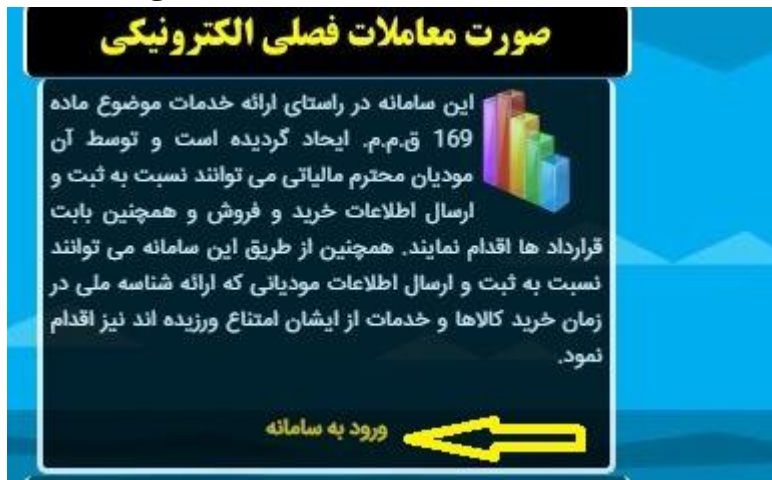 صورت معاملات فصلی الکترونیکی
این سامانه در راستای ارائه خدمات موضوع ماده
169 ق.م.م. ایحاد گردیده است و توسط آن
مودیان محترم مالیاتی می توانند نسبت به ثبت و
ارسال اطلاعات خرید و فروش و همچنین بابت
قرارداد ها اقدام نمایند. همچنین از طریق این سامانه می توانند
نسبت به ثبت و ارسال اطلاعات مودیانی که ارائه شناسه ملی در
زمان خرید کالاها و خدمات از ایشان امتناع ورزیده اند نیز اقدام
نمود.
ورود به سامانه